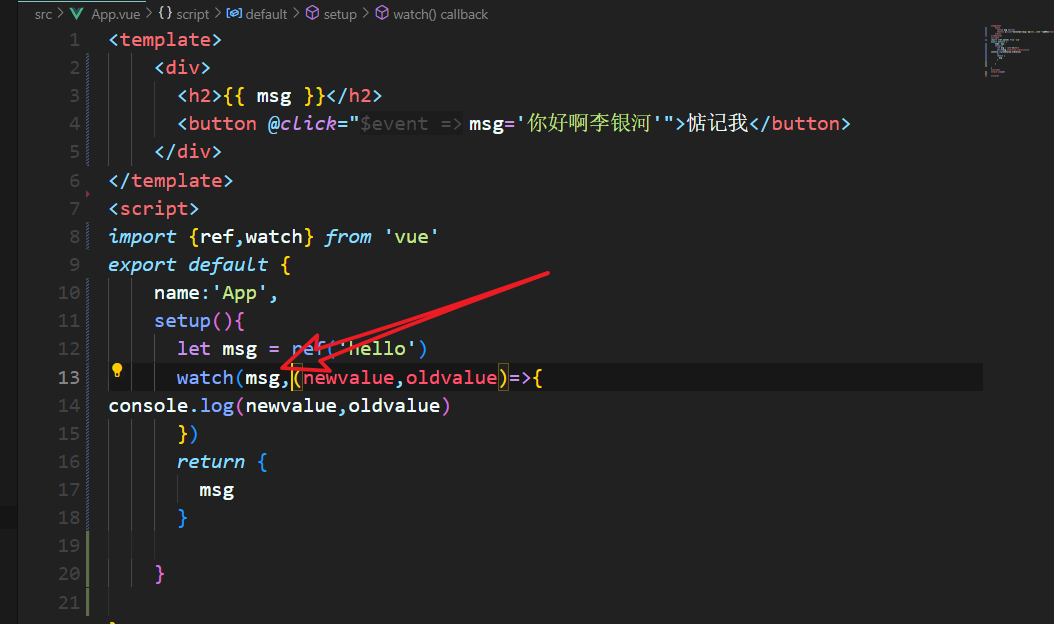 src > App.vue > {} script > default > setup > watch() callback
1 <template>
2 <div>
3 <h2>{{ msg }}</h2>
4 <button @click="$event => msg='你好啊李银河'">惦记我</button>
5 </div>
6 </template>
7 <script>
8 import {ref,watch} from 'vue'
9 export default {
10 name:'App',
11 setup(){
12 let msg = ref('hello')
13 watch(msg,(newvalue,oldvalue)=>{
14 console.log(newvalue,oldvalue)
15 })
16 return {
17 msg
18 }
19
20 }
21